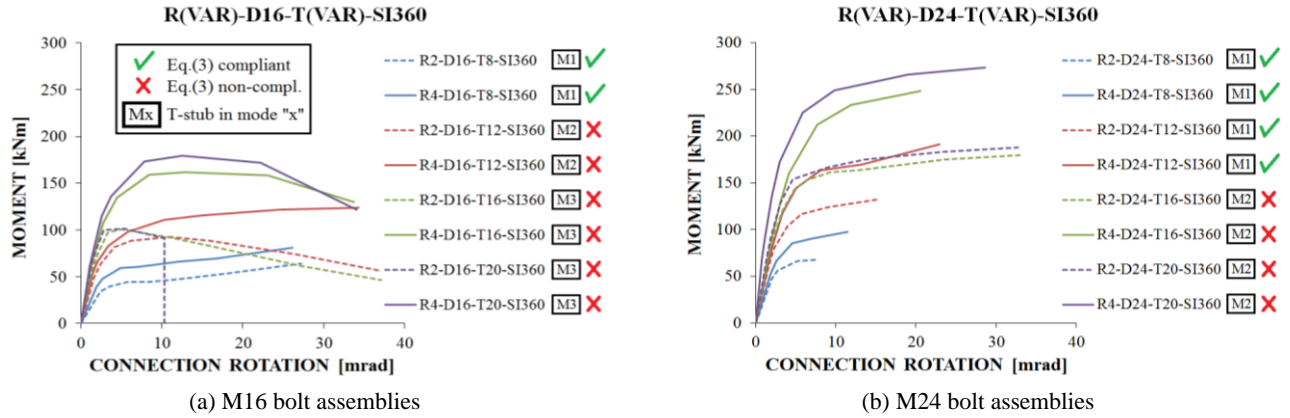 R(VAR)-D16-T(VAR)-SI360
MOMENT [kNm]
300
250
200
150
100
50
0
0
10
20
30
40
CONNECTION ROTATION [mrad]
Eq.(3) compliant
Eq.(3) non-compl.
Mx T-stub in mode "x"
R2-D16-T8-SI360 M1
R4-D16-T8-SI360 M1
R2-D16-T12-SI360 M2
R4-D16-T12-SI360 M2
R2-D16-T16-SI360 M3
R4-D16-T16-SI360 M3
R2-D16-T20-SI360 M3
R4-D16-T20-SI360 M3
(a) M16 bolt assemblies
R(VAR)-D24-T(VAR)-SI360
MOMENT [kNm]
300
250
200
150
100
50
0
0
10
20
30
40
CONNECTION ROTATION [mrad]
R2-D24-T8-SI360 M1
R4-D24-T8-SI360 M1
R2-D24-T12-SI360 M1
R4-D24-T12-SI360 M1
R2-D24-T16-SI360 M2
R4-D24-T16-SI360 M2
R2-D24-T20-SI360 M2
R4-D24-T20-SI360 M2
(b) M24 bolt assemblies